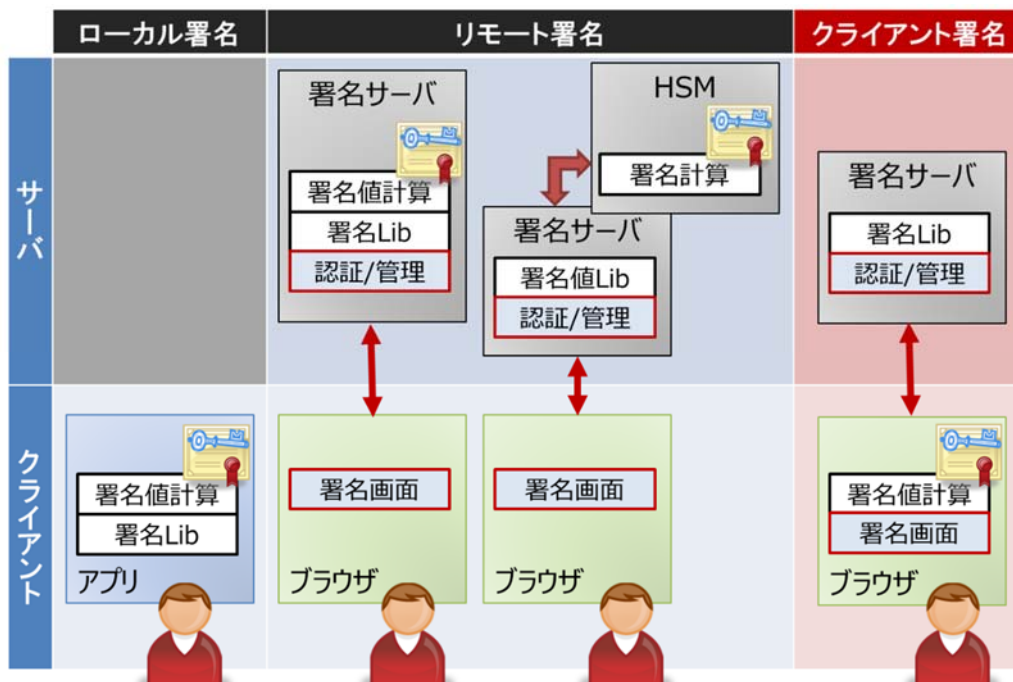 ローカル署名
リモート署名
クライアント署名
サーバ
署名サーバ
署名値計算
署名Lib
認証/管理
HSM
署名計算
署名サーバ
署名値Lib
認証/管理
署名サーバ
署名Lib
認証/管理
クライアント
署名値計算
署名Lib
アプリ
署名画面
ブラウザ
署名画面
ブラウザ
署名値計算
署名画面
ブラウザ